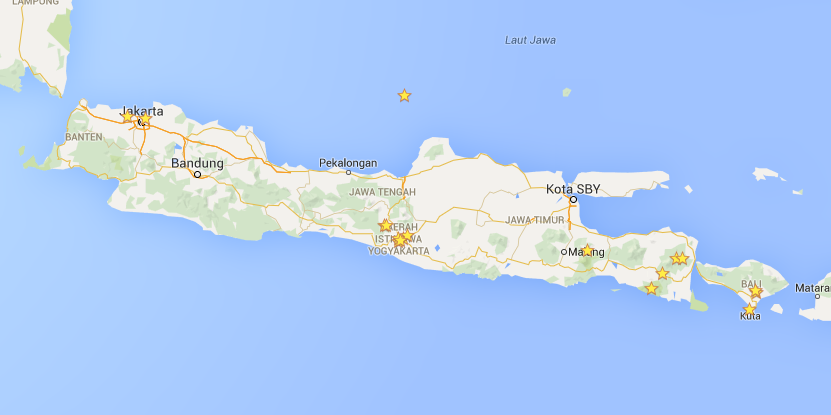 LAMPUNG
Laut Jawa
Jakarta
BANTEN
Bandung
Pekalongan
JAWA TENGAH
Kota SBY
JAWA TIMUR
DAERAH
ISTIMEWA
YOGYAKARTA
Malang
BALI
Mataram
Kuta